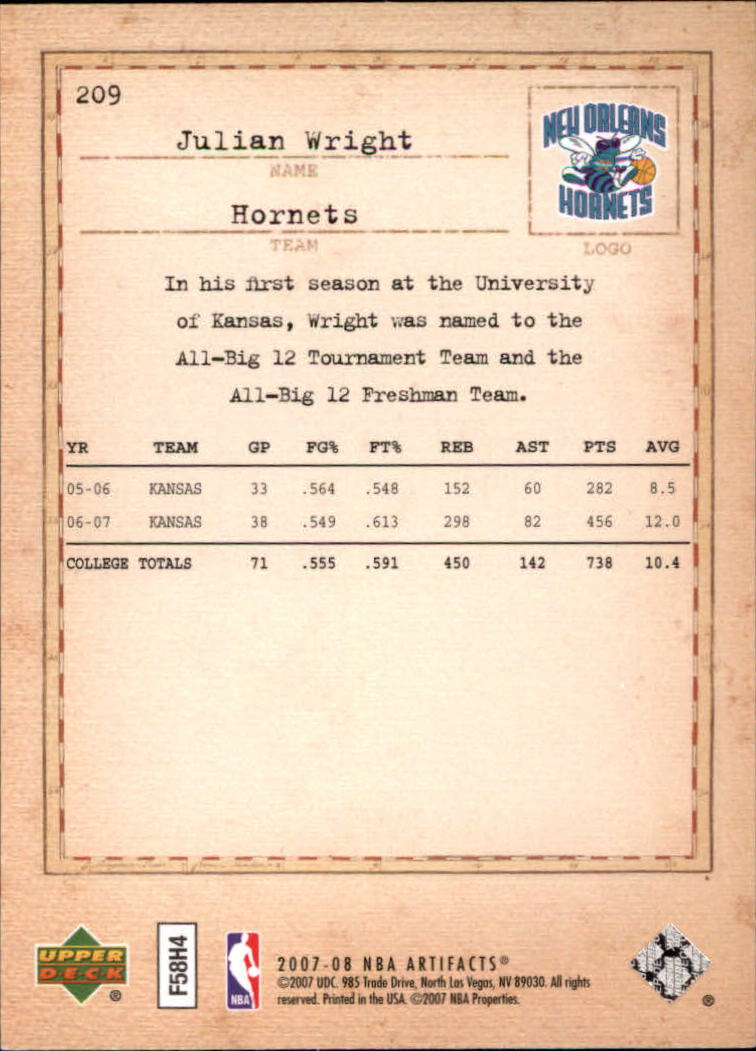 209
Julian Wright
NAME
Hornets
TEAM
NEW ORLEANS
HORNETS
LOGO
In his first season at the University
of Kansas, Wright was named to the
All-Big 12 Tournament Team and the
All-Big 12 Freshman Team.
YR TEAM GP FG% FT% REB AST PTS AVG
05-06 KANSAS 33 .564 .548 152 60 282 8.5
06-07 KANSAS 38 .549 .613 298 82 456 12.0
COLLEGE TOTALS 71 .555 .591 450 142 738 10.4
UPPER
DECK
®
F58H4
NBA
2007-08 NBA ARTIFACTS®
©2007 UDC. 985 Trade Drive, North Las Vegas, NV 89030. All rights
reserved. Printed in the USA. ©2007 NBA Properties.
®